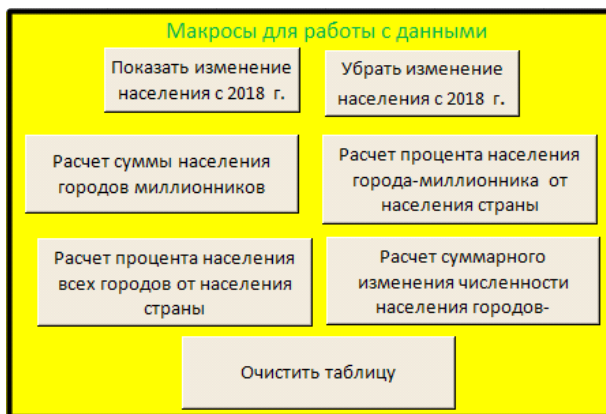 Макросы для работы с данными
Показать изменение
населения с 2018 г.
Убрать изменение
населения с 2018 г.
Расчет суммы населения
городов миллионников
Расчет процента населения
города-миллионника от
населения страны
Расчет процента населения
всех городов от населения
страны
Расчет суммарного
изменения численности
населения городов-
Очистить таблицу